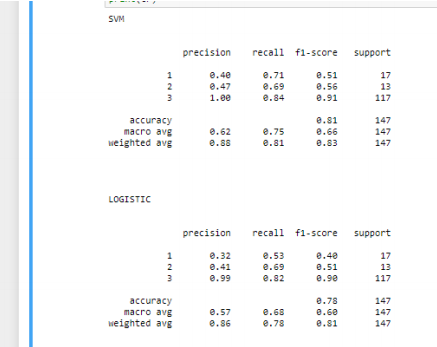 SVM
precision recall f1-score support
1 0.40 0.71 0.51 17
2 0.47 0.69 0.56 13
3 1.00 0.84 0.91 117
accuracy 0.81 147
macro avg 0.62 0.75 0.66 147
weighted avg 0.88 0.81 0.83 147
LOGISTIC
precision recall f1-score support
1 0.32 0.53 0.40 17
2 0.41 0.69 0.51 13
3 0.99 0.82 0.90 117
accuracy 0.78 147
macro avg 0.57 0.68 0.60 147
weighted avg 0.86 0.78 0.81 147